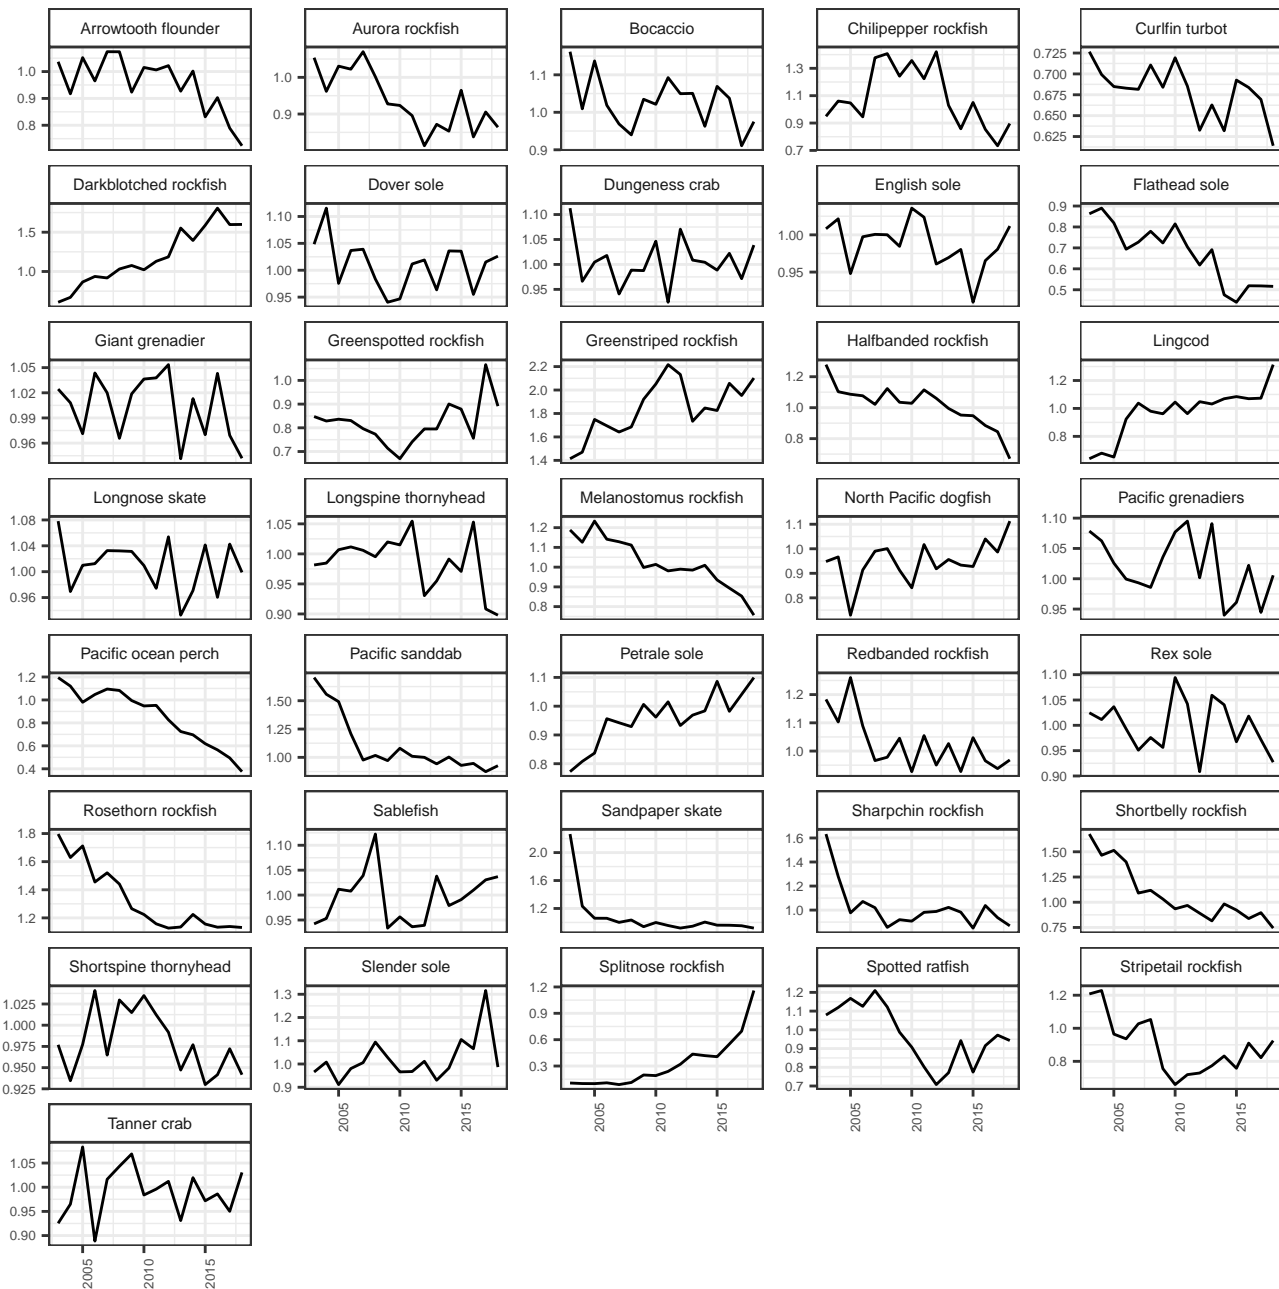 Arrowtooth flounder Aurora rockfish Bocaccio Chilipepper rockfish Curlfin turbot
1.0 0.9 0.8
1.0 0.9
1.1 1.0 0.9
1.3 1.1 0.9 0.7
0.725 0.700 0.675 0.650 0.625
Darkblotched rockfish Dover sole Dungeness crab English sole Flathead sole
1.5 1.0
1.10 1.05 1.00 0.95
1.10 1.05 1.00 0.95
1.00 0.95
0.9 0.8 0.7 0.6 0.5
Giant grenadier Greenspotted rockfish Greenstriped rockfish Halfbanded rockfish Lingcod
1.05 1.02 0.99 0.96
1.0 0.9 0.8 0.7
2.2 2.0 1.8 1.6 1.4
1.2 1.0 0.8
1.2 1.0 0.8
Longnose skate Longspine thornyhead Melanostomus rockfish North Pacific dogfish Pacific grenadiers
1.08 1.04 1.00 0.96
1.05 1.00 0.95 0.90
1.2 1.1 1.0 0.9 0.8
1.1 1.0 0.9 0.8
1.10 1.05 1.00 0.95
Pacific ocean perch Pacific sanddab Petrale sole Redbanded rockfish Rex sole
1.2 1.0 0.8 0.6 0.4
1.50 1.25 1.00
1.1 1.0 0.9 0.8
1.2 1.1 1.0
1.10 1.05 1.00 0.95 0.90
Rosethorn rockfish Sablefish Sandpaper skate Sharpchin rockfish Shortbelly rockfish
1.8 1.6 1.4 1.2
1.10 1.05 1.00 0.95
2.0 1.6 1.2
1.6 1.4 1.2 1.0
1.50 1.25 1.00 0.75
Shortspine thornyhead Slender sole Splitnose rockfish Spotted ratfish Stripetail rockfish
1.025 1.000 0.975 0.950 0.925
1.3 1.2 1.1 1.0 0.9
1.2 0.9 0.6 0.3
1.2 1.1 1.0 0.9 0.8 0.7
1.2 1.0 0.8
2005 2010 2015 2005 2010 2015 2005 2010 2015 2005 2010 2015
Tanner crab
1.05 1.00 0.95 0.90
2005 2010 2015